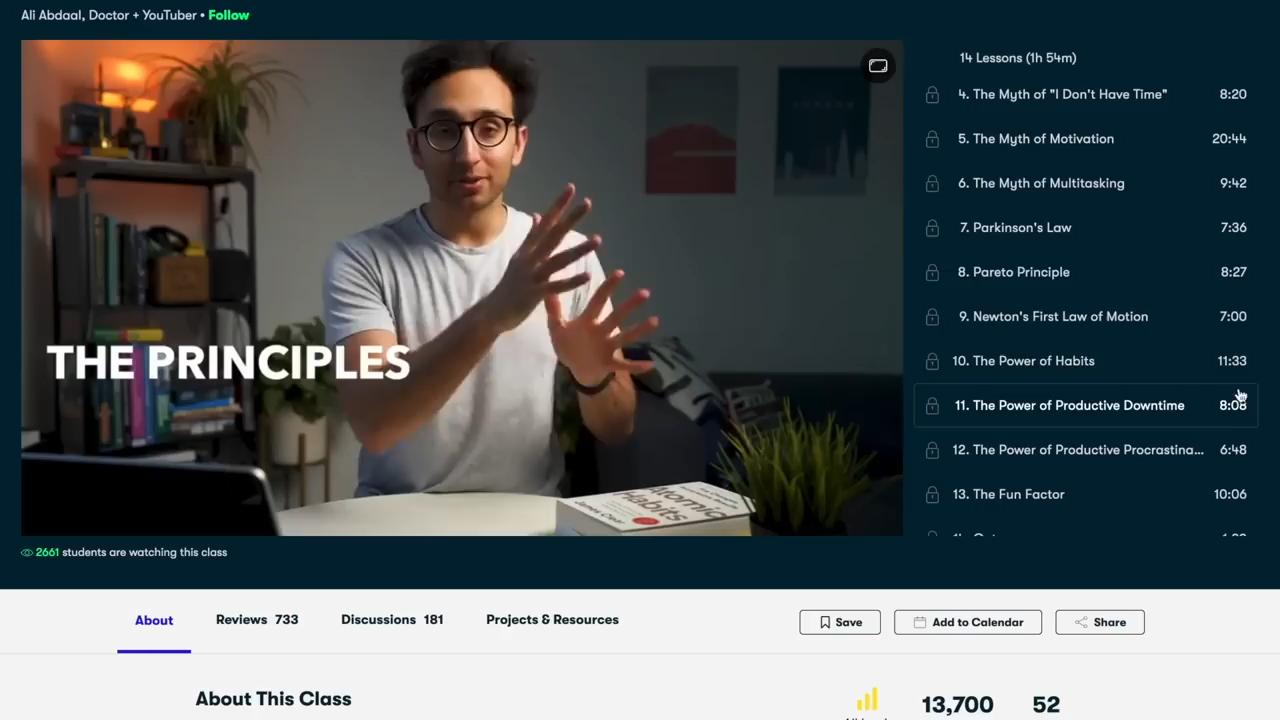 Ali Abdaal, Doctor + YouTuber • Follow
THE PRINCIPLES
Atomic
Habits
James Clear
2661 students are watching this class
14 Lessons (1h 54m)
4. The Myth of "I Don't Have Time" 8:20
5. The Myth of Motivation 20:44
6. The Myth of Multitasking 9:42
7. Parkinson's Law 7:36
8. Pareto Principle 8:27
9. Newton's First Law of Motion 7:00
10. The Power of Habits 11:33
11. The Power of Productive Downtime 8:08
12. The Power of Productive Procrastina... 6:48
13. The Fun Factor 10:06
About
Reviews 733
Discussions 181
Projects & Resources
Save
Add to Calendar
Share
About This Class
13,700
52